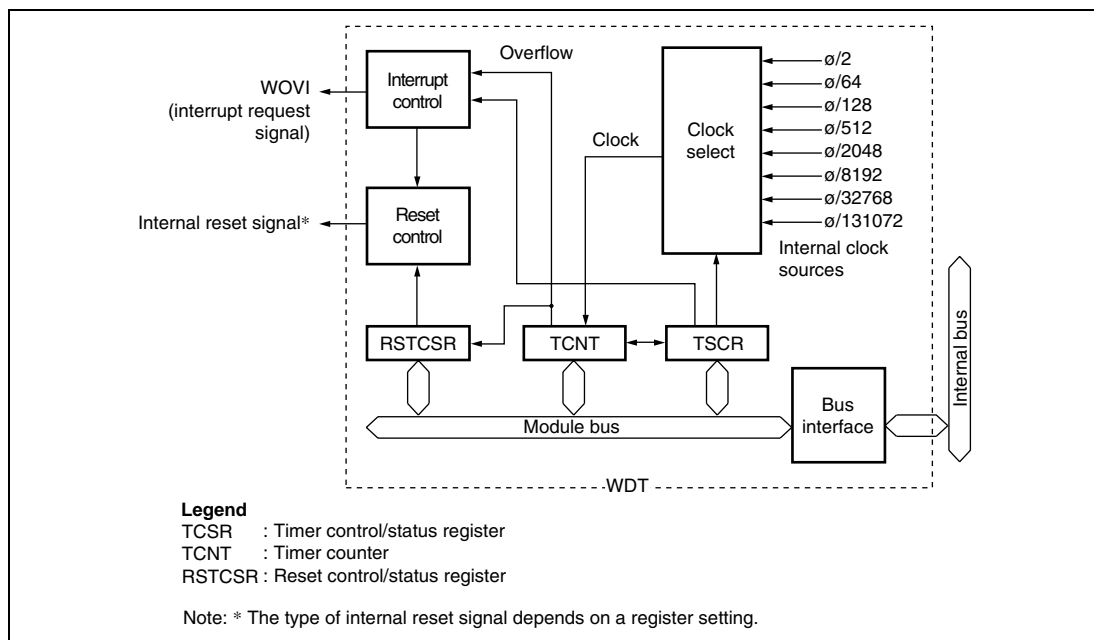 Overflow
Interrupt
control
WOVI
(interrupt request
signal)
Clock
Clock
select
ø/2
ø/64
ø/128
ø/512
ø/2048
ø/8192
ø/32768
ø/131072
Internal clock
sources
Reset
control
Internal reset signal*
RSTCSR
TCNT
TSCR
Module bus
Bus
interface
Internal bus
WDT
Legend
TCSR : Timer control/status register
TCNT : Timer counter
RSTCSR : Reset control/status register
Note: * The type of internal reset signal depends on a register setting.